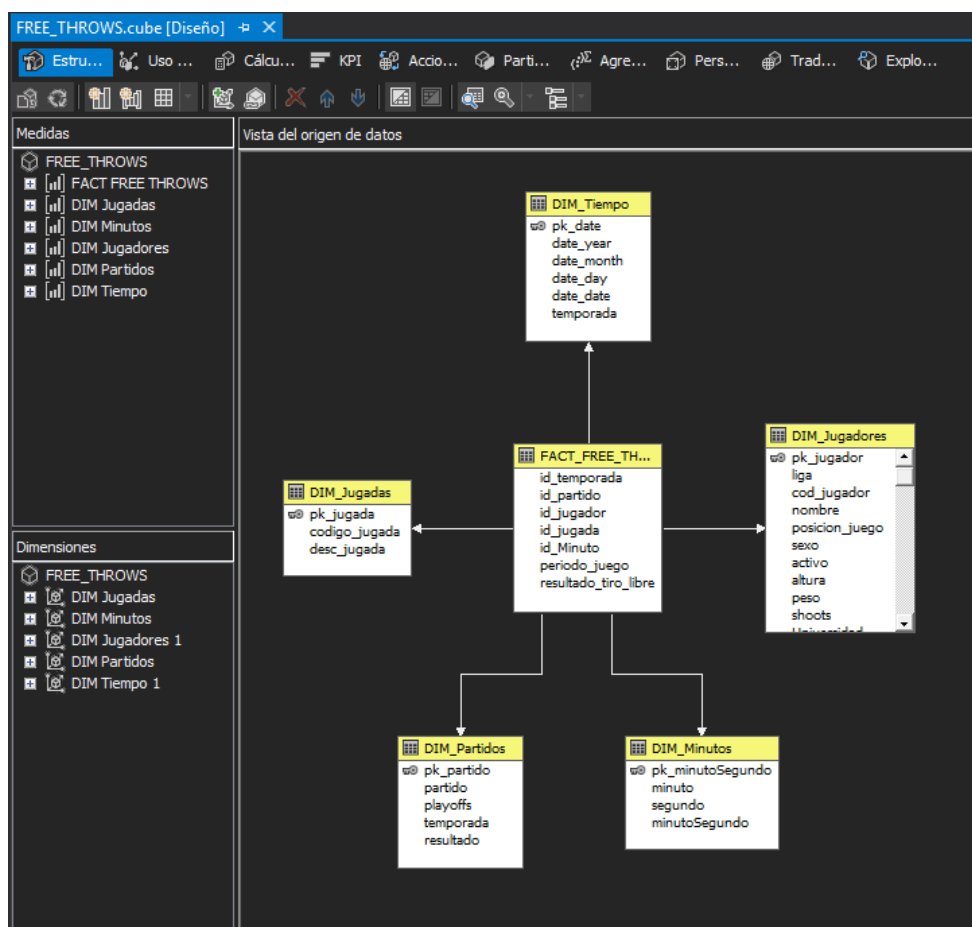 FREE_THROWS.cube [Diseño]
Estru... Uso ... Cálcu... KPI Accio... Parti... Agre... Pers... Trad... Explo...
Medidas
FREE_THROWS
FACT FREE THROWS
DIM Jugadas
DIM Minutos
DIM Jugadores
DIM Partidos
DIM Tiempo
Dimensiones
FREE_THROWS
DIM Jugadas
DIM Minutos
DIM Jugadores 1
DIM Partidos
DIM Tiempo 1
Vista del origen de datos
DIM_Tiempo
pk_date
date_year
date_month
date_day
date_date
temporada
DIM_Jugadas
pk_jugada
codigo_jugada
desc_jugada
FACT_FREE_TH...
id_temporada
id_partido
id_jugador
id_jugada
id_Minuto
periodo_juego
resultado_tiro_libre
DIM_Jugadores
pk_jugador
liga
cod_jugador
nombre
posicion_juego
sexo
activo
altura
peso
shoots
DIM_Partidos
pk_partido
partido
playoffs
temporada
resultado
DIM_Minutos
pk_minutoSegundo
minuto
segundo
minutoSegundo